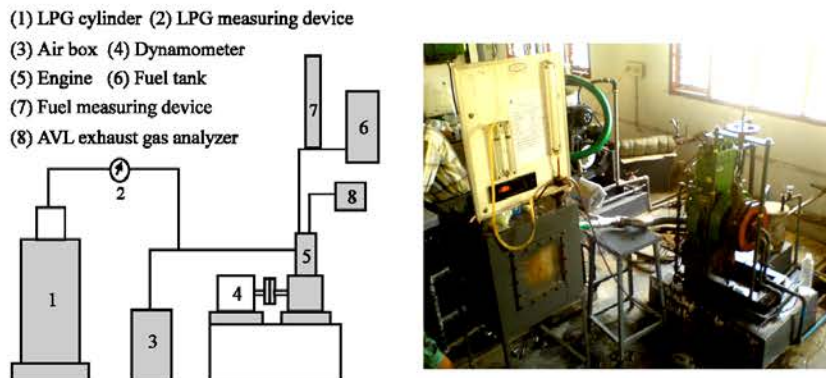 (1) LPG cylinder (2) LPG measuring device
(3) Air box (4) Dynamometer
(5) Engine (6) Fuel tank
(7) Fuel measuring device
(8) AVL exhaust gas analyzer
7
6
2
8
5
1
4
3